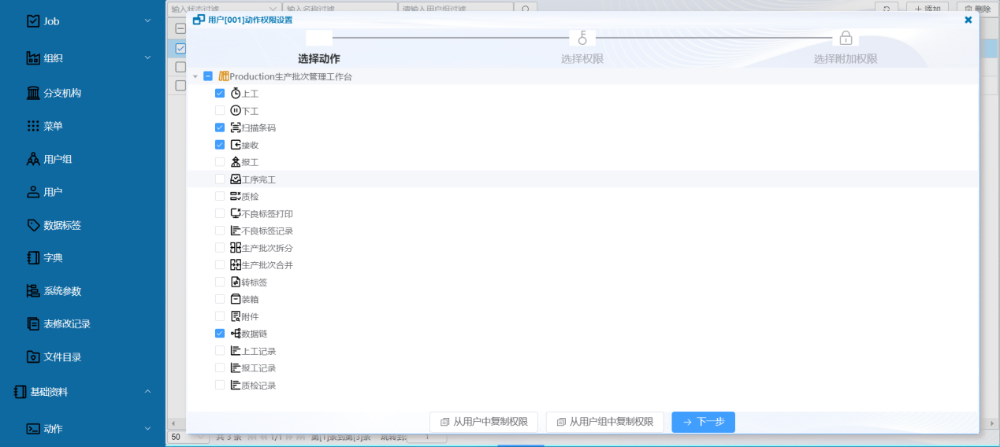 Job
组织
分支机构
菜单
用户组
用户
数据标签
字典
系统参数
表修改记录
文件目录
基础资料
动作
输入状态过滤
输入名称过滤
请输入用户组过滤
添加
删除
用户[001]动作权限设置
选择动作
选择权限
选择附加权限
Production生产批次管理工作台
上工
下工
扫描条码
接收
报工
工序完工
质检
不良标签打印
不良标签记录
生产批次拆分
生产批次合并
转标签
装箱
附件
数据链
上工记录
报工记录
质检记录
从用户中复制权限
从用户组中复制权限
下一步
50
共 3 条
1/1
第[1]条到第[3]条
跳转到:
1